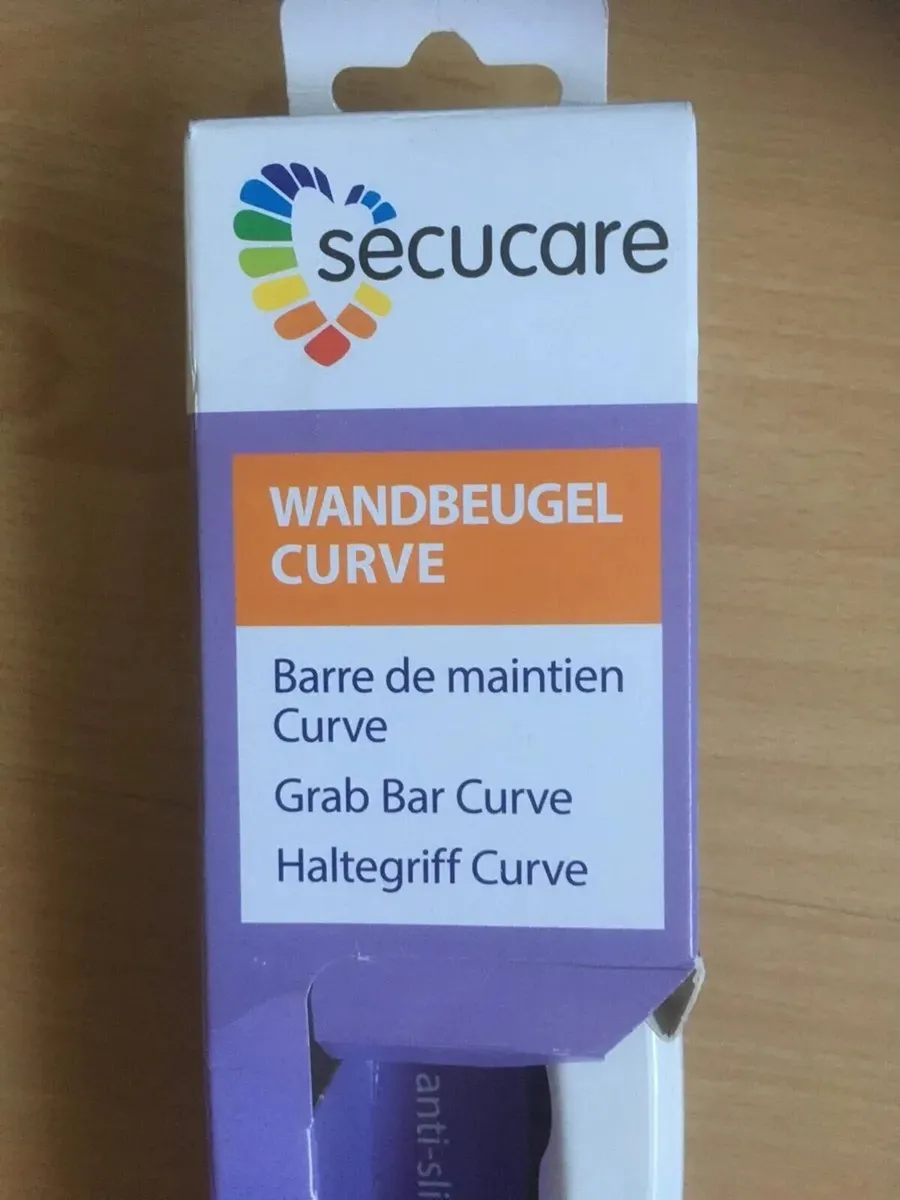 secucare
WANDBEUGEL
CURVE
Barre de maintien
Curve
Grab Bar Curve
Haltegriff Curve